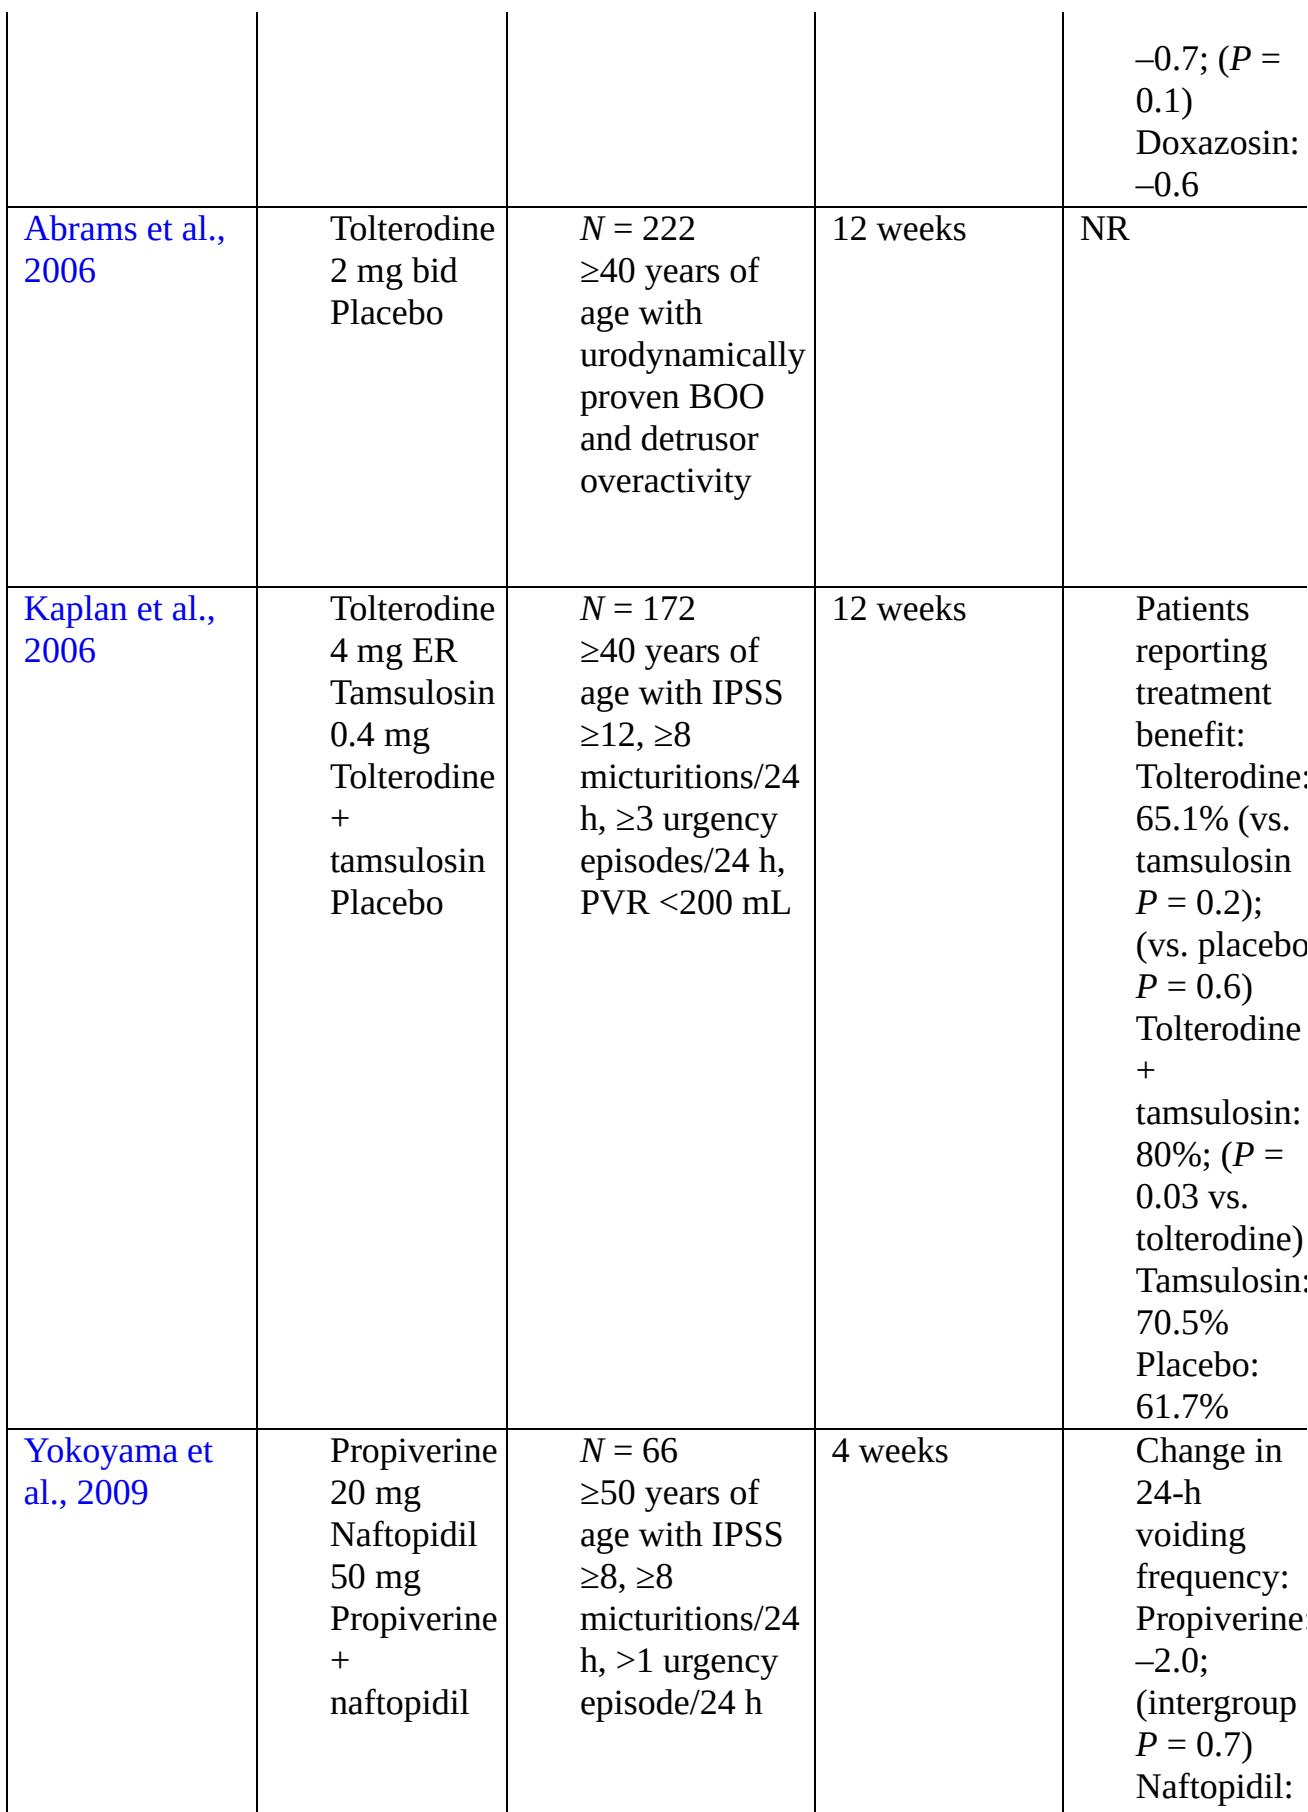 –0.7; (P =
0.1)
Doxazosin:
–0.6
Abrams et al.,
2006
Tolterodine
2 mg bid
Placebo
N = 222
≥40 years of
age with
urodynamically
proven BOO
and detrusor
overactivity
12 weeks
NR
Kaplan et al.,
2006
Tolterodine
4 mg ER
Tamsulosin
0.4 mg
Tolterodine
+
tamsulosin
Placebo
N = 172
≥40 years of
age with IPSS
≥12, ≥8
micturitions/24
h, ≥3 urgency
episodes/24 h,
PVR <200 mL
12 weeks
Patients
reporting
treatment
benefit:
Tolterodine:
65.1% (vs.
tamsulosin
P = 0.2);
(vs. placebo
P = 0.6)
Tolterodine
+
tamsulosin:
80%; (P =
0.03 vs.
tolterodine)
Tamsulosin:
70.5%
Placebo:
61.7%
Yokoyama et
al., 2009
Propiverine
20 mg
Naftopidil
50 mg
Propiverine
+
naftopidil
N = 66
≥50 years of
age with IPSS
≥8, ≥8
micturitions/24
h, >1 urgency
episode/24 h
4 weeks
Change in
24-h
voiding
frequency:
Propiverine:
–2.0;
(intergroup
P = 0.7)
Naftopidil: